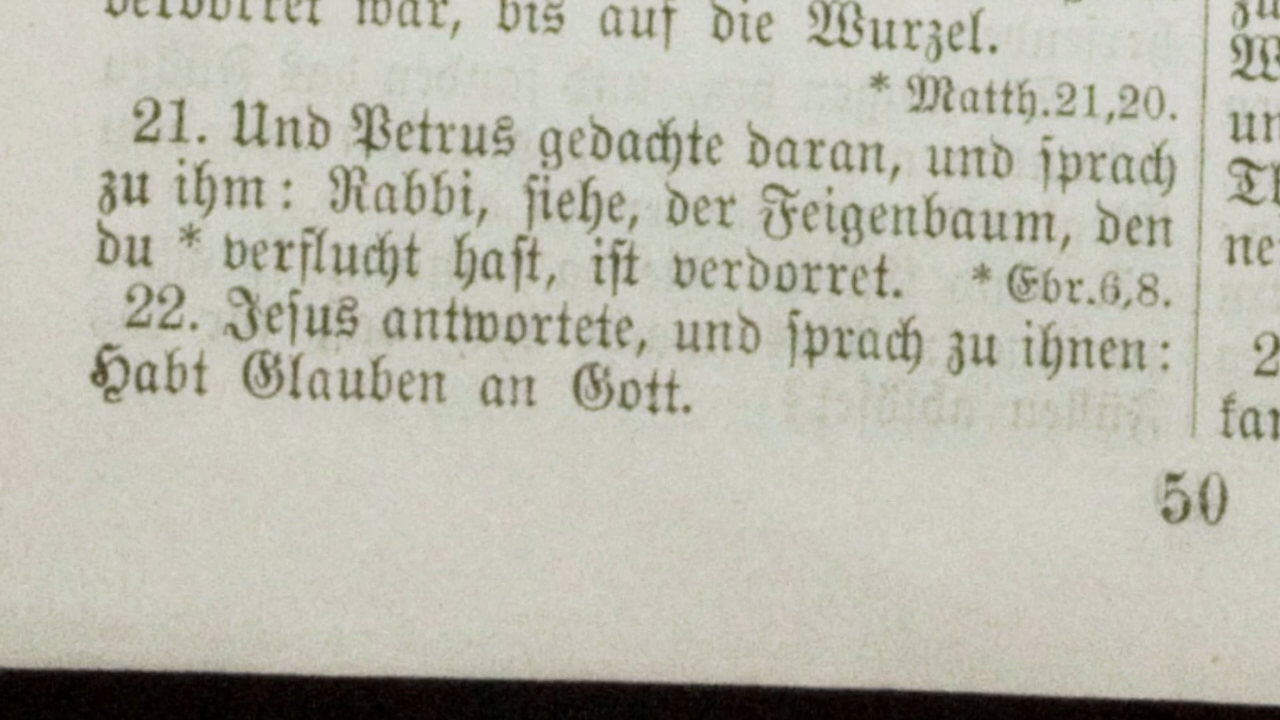 verdorret war, bis auf die Wurzel.
* Matth.21,20.
21. Und Petrus gedachte daran, und ſprach
zu ihm: Rabbi, ſiehe, der Feigenbaum, den
du * verflucht haſt, iſt verdorret. * Ebr.6,8.
22. Jeſus antwortete, und ſprach zu ihnen:
Habt Glauben an Gott.
50